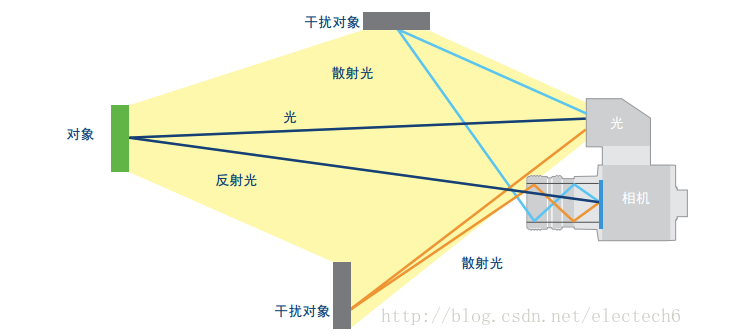 干扰对象
散射光
光
光
对象
反射光
相机
散射光
干扰对象
http://blog.csdn.net/electech6